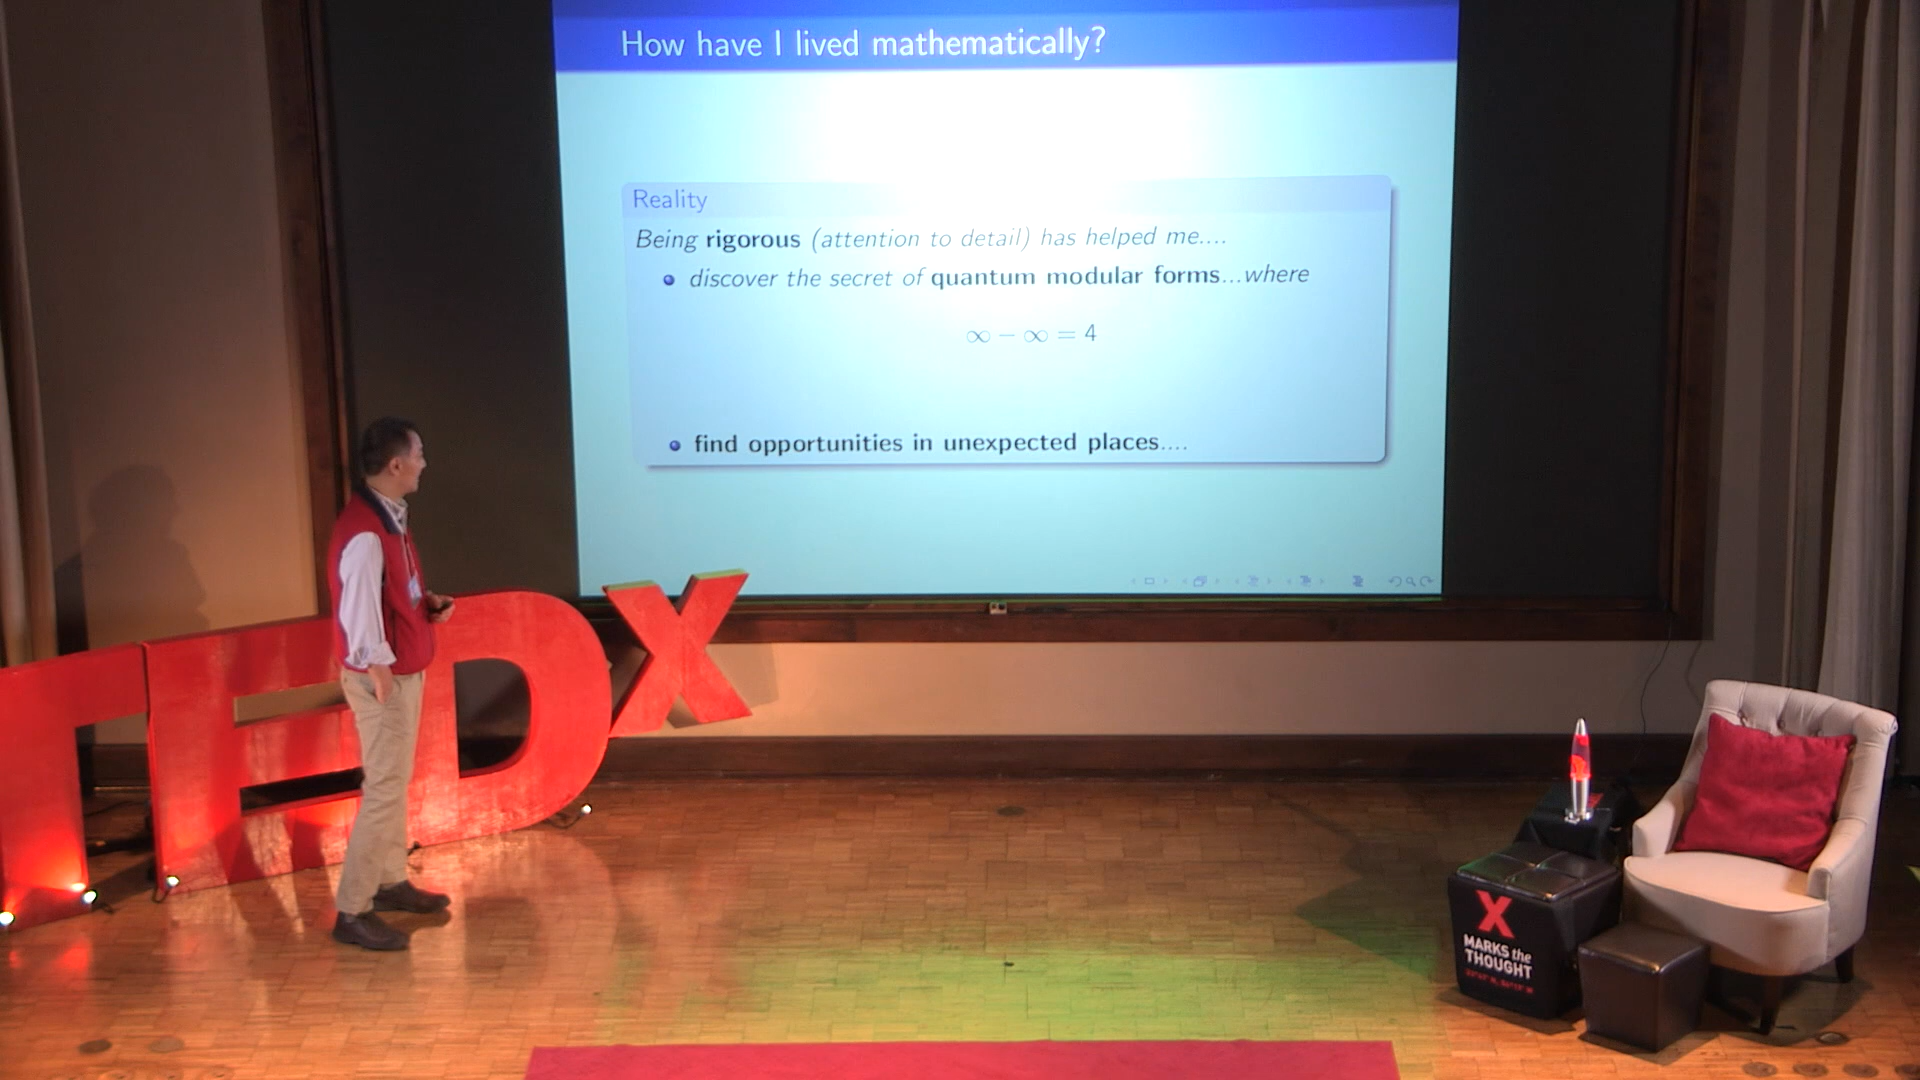 How have I lived mathematically?
Reality
Being rigorous (attention to detail) has helped me....
discover the secret of quantum modular forms...where
∞ − ∞ = 4
find opportunities in unexpected places....
TEDx
X
MARKS the
THOUGHT